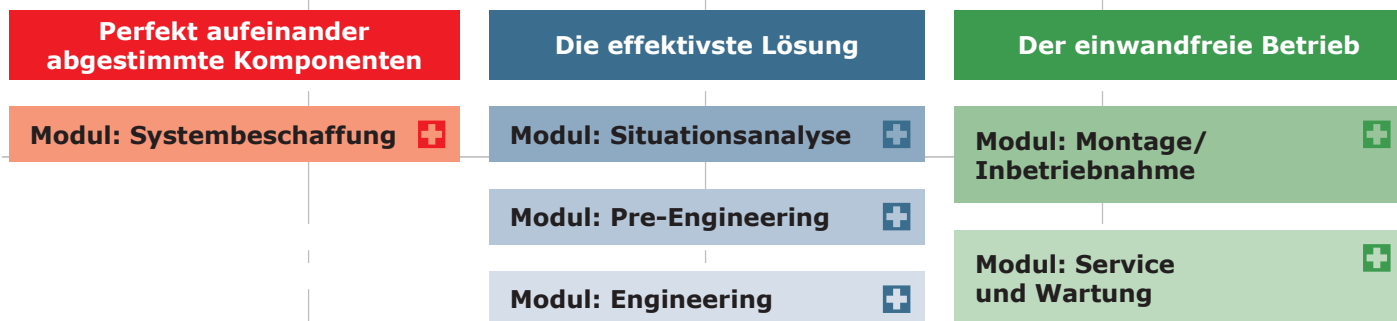 Perfekt aufeinander
abgestimmte Komponenten
Modul: Systembeschaffung
Die effektivste Lösung
Modul: Situationsanalyse
Modul: Pre-Engineering
Modul: Engineering
Der einwandfreie Betrieb
Modul: Montage/
Inbetriebnahme
Modul: Service
und Wartung